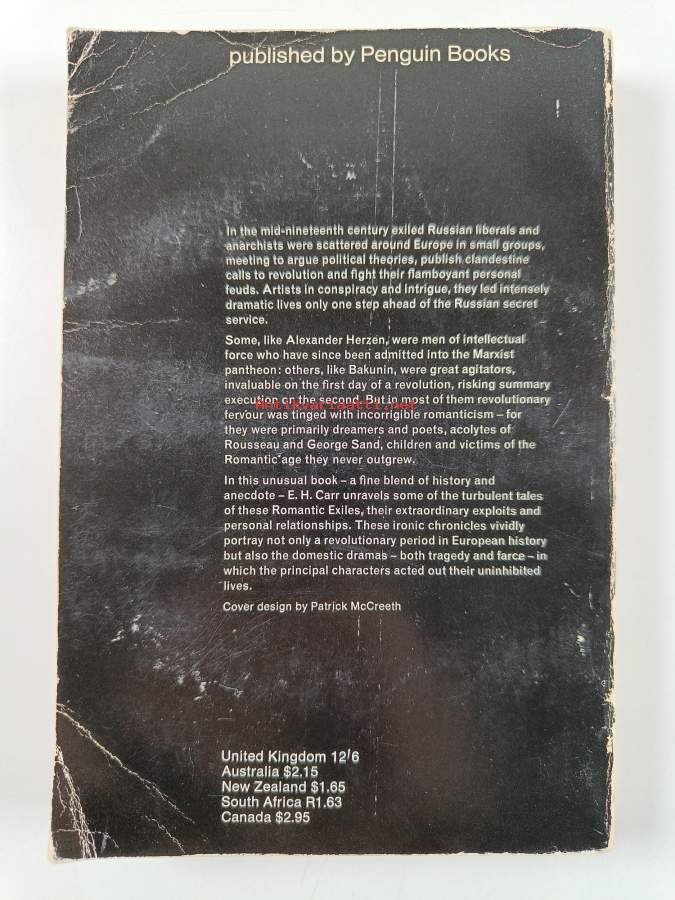 published by Penguin Books
In the mid-nineteenth century exiled Russian liberals and
anarchists were scattered around Europe in small groups,
meeting to argue political theories, publish clandestine
calls to revolution and fight their flamboyant personal
feuds. Artists in conspiracy and intrigue, they led intensely
dramatic lives only one step ahead of the Russian secret
service.
Some, like Alexander Herzen, were men of intellectual
force who have since been admitted into the Marxist
pantheon: others, like Bakunin, were great agitators,
invaluable on the first day of a revolution, risking summary
execution on the second. But in most of them revolutionary
Antikvariaatti.net
fervour was tinged with incorrigible romanticism – for
they were primarily dreamers and poets, acolytes of
Rousseau and George Sand, children and victims of the
Romantic age they never outgrew.
In this unusual book – a fine blend of history and
anecdote – E. H. Carr unravels some of the turbulent tales
of these Romantic Exiles, their extraordinary exploits and
personal relationships. These ironic chronicles vividly
portray not only a revolutionary period in European history
but also the domestic dramas – both tragedy and farce – in
which the principal characters acted out their uninhibited
lives.
Cover design by Patrick McCreeth
United Kingdom 12/6
Australia $2.15
New Zealand $1.65
South Africa R1.63
Canada $2.95